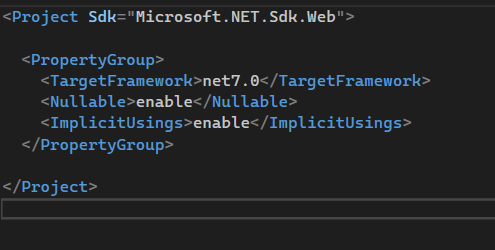 <Project Sdk="Microsoft.NET.Sdk.Web">
<PropertyGroup>
<TargetFramework>net7.0</TargetFramework>
<Nullable>enable</Nullable>
<ImplicitUsings>enable</ImplicitUsings>
</PropertyGroup>
</Project>